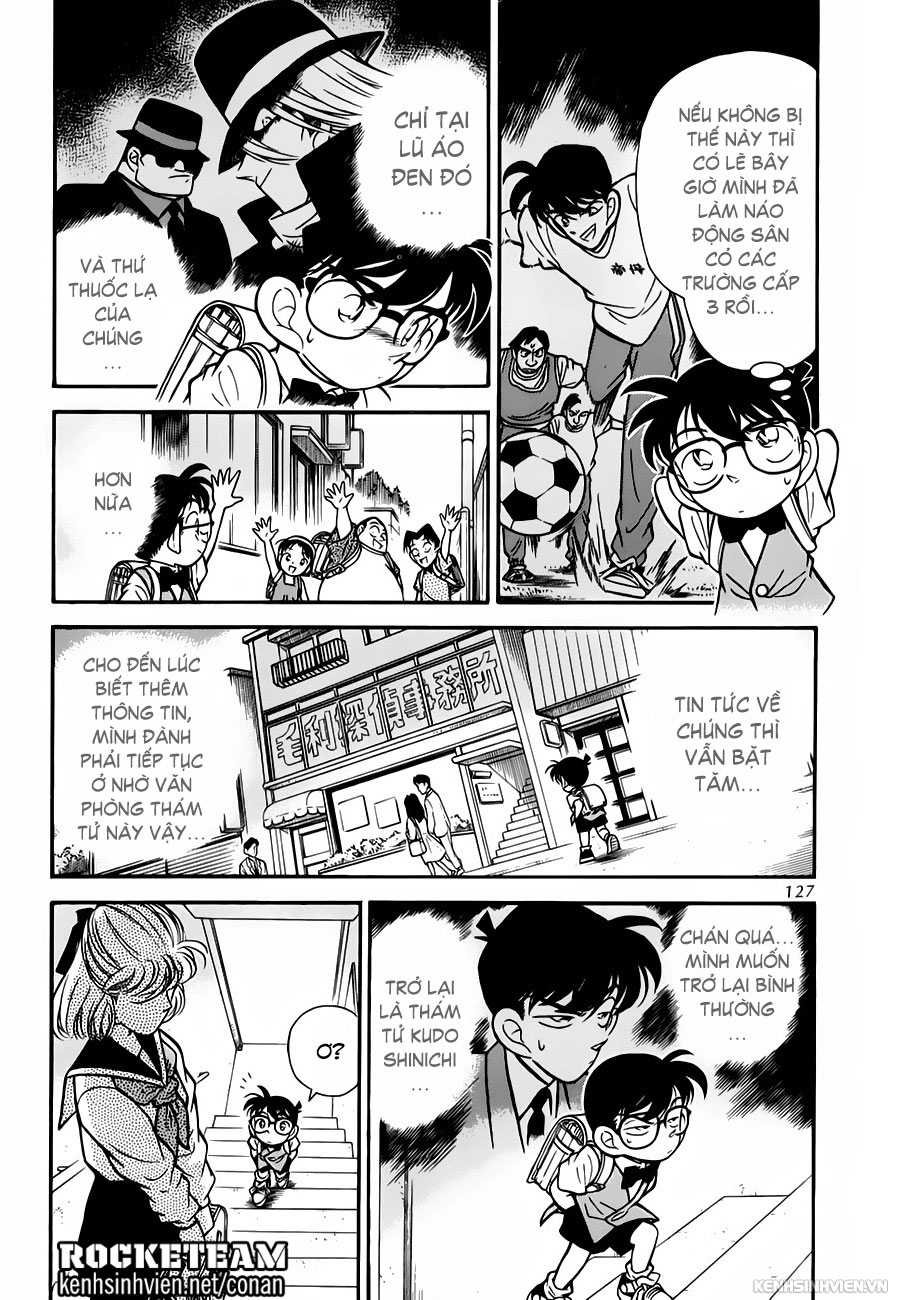 NẾU KHÔNG BỊ
THẾ NÀY THÌ
CÓ LẼ BÂY
GIỜ MÌNH ĐÃ
LÀM NÁO
ĐỘNG SÂN
CỎ CÁC
TRƯỜNG CẤP
3 RỒI...
CHỈ TẠI
LŨ ÁO
ĐEN ĐÓ
...
VÀ THỨ
THUỐC LẠ
CỦA
CHÚNG
...
HƠN
NỮA
...
TIN TỨC VỀ
CHÚNG THÌ
VẪN BẶT
TĂM...
毛利探偵事務所
CHO ĐẾN LÚC
BIẾT THÊM
THÔNG TIN,
MÌNH ĐÀNH
PHẢI TIẾP TỤC
Ở NHỜ VĂN
PHÒNG THÁM
TỬ NÀY VẬY...
127
CHÁN QUÁ...
MÌNH MUỐN
TRỞ LẠI BÌNH
THƯỜNG
...
TRỞ LẠI
LÀ THÁM
TỬ KUDO
SHINICHI
...
Ơ?
ROCKETEAM
kenhsinhvien.net/conan
KENHSINHVIEN.VN